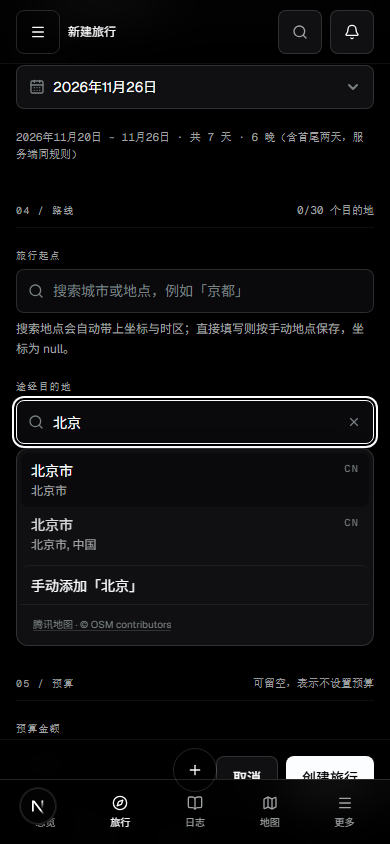 新建旅行
2026年11月26日
2026年11月20日 – 11月26日 · 共 7 天 · 6 晚（含首尾两天，服
务端同规则）
04 / 路线
0/30 个目的地
旅行起点
搜索城市或地点，例如「京都」
搜索地点会自动带上坐标与时区；直接填写则按手动地点保存，坐
标为 null。
途经目的地
北京
北京市
CN
北京市
北京市
CN
北京市, 中国
手动添加「北京」
腾讯地图 · © OSM contributors
05 / 预算
可留空，表示不设置预算
预算金额
取消
创建旅行
N
旅行
日志
地图
更多